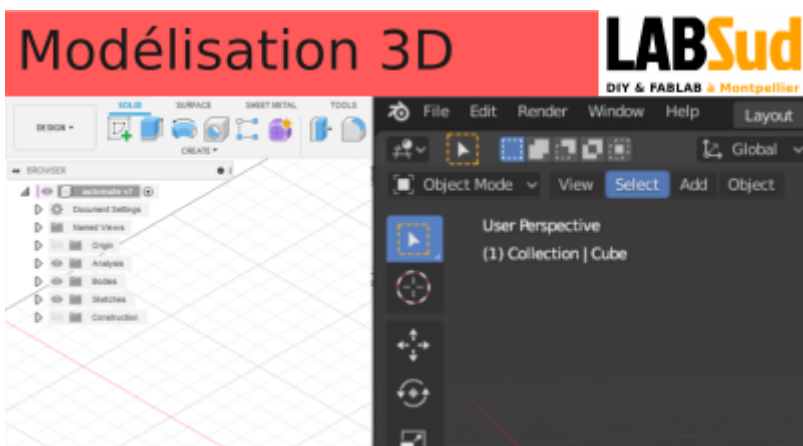 Modélisation 3D
LABSud
DIY & FABLAB à Montpellier
SOLID SURFACE SHEET METAL TOOLS
DESIGN
CREATE
BROWSER
automate v1
Document Settings
Named Views
Origin
Analysis
Bodies
Sketches
Construction
File Edit Render Window Help Layout
Global
Object Mode View Select Add Object
User Perspective
(1) Collection | Cube